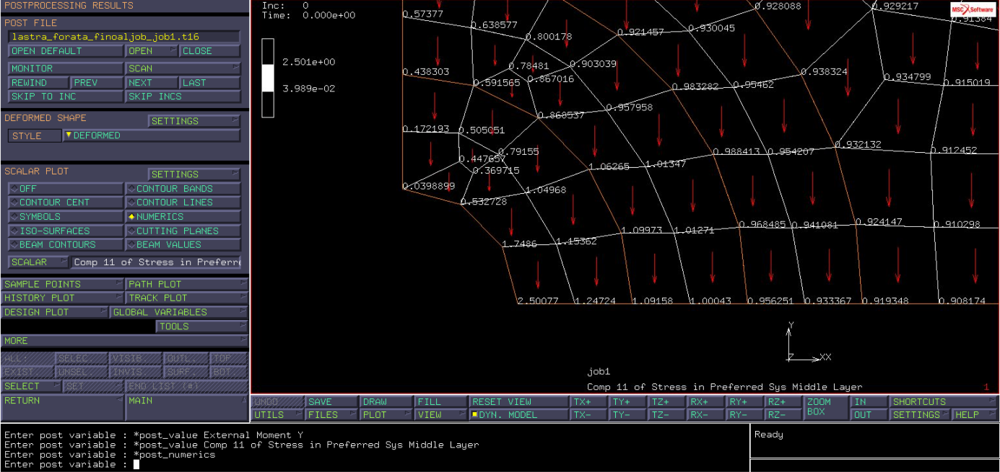 POSTPROCESSING RESULTS
POST FILE
lastra_forata_finoaljob_job1.t16
OPEN DEFAULT OPEN CLOSE
MONITOR SCAN
REWIND PREV NEXT LAST
SKIP TO INC SKIP INCS
DEFORMED SHAPE SETTINGS
STYLE DEFORMED
SCALAR PLOT SETTINGS
OFF CONTOUR BANDS
CONTOUR CENT CONTOUR LINES
SYMBOLS NUMERICS
ISO-SURFACES CUTTING PLANES
BEAM CONTOURS BEAM VALUES
SCALAR Comp 11 of Stress in Preferre
SAMPLE POINTS PATH PLOT
HISTORY PLOT TRACK PLOT
DESIGN PLOT GLOBAL VARIABLES
TOOLS
MORE
ALL: SELEC. VISIB. OUTL. TOP
EXIST. UNSEL. INVIS. SURF. BOT.
SELECT SET END LIST (#)
RETURN MAIN
Inc: 0
Time: 0.000e+00
2.501e+00
3.989e-02
MSC Software
0.928088 0.929217
0.57377 0.638577 0.800178 0.921457 0.930045 0.91384
0.438303 0.591565 0.78481 0.867016 0.903039 0.983282 0.95462 0.938324 0.934799 0.915019
0.868537 0.957958
0.172193 0.505051 0.79155 0.988413 0.954207 0.932132 0.912452
0.447657 0.369715 1.06265 1.01347
0.0398899 0.532728 1.04968
1.7486 1.15362 1.09973 1.01271 0.968485 0.941081 0.924147 0.910298
2.50077 1.24724 1.09158 1.00043 0.956251 0.933367 0.919348 0.908174
Y
Z XX
job1
Comp 11 of Stress in Preferred Sys Middle Layer 1
UNDO SAVE DRAW FILL RESET VIEW TX+ TY+ TZ+ RX+ RY+ RZ+ ZOOM BOX IN SHORTCUTS
UTILS FILES PLOT VIEW DYN. MODEL TX- TY- TZ- RX- RY- RZ- OUT SETTINGS HELP
Enter post variable : *post_value External Moment Y
Enter post variable : *post_value Comp 11 of Stress in Preferred Sys Middle Layer
Enter post variable : *post_numerics
Enter post variable :
Ready